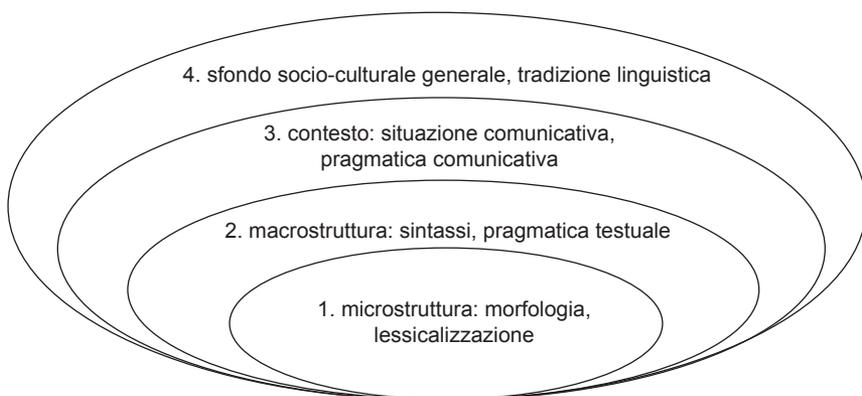 4. sfondo socio-culturale generale, tradizione linguistica
3. contesto: situazione comunicativa,
pragmatica comunicativa
2. macrostruttura: sintassi, pragmatica testuale
1. microstruttura: morfologia,
lessicalizzazione